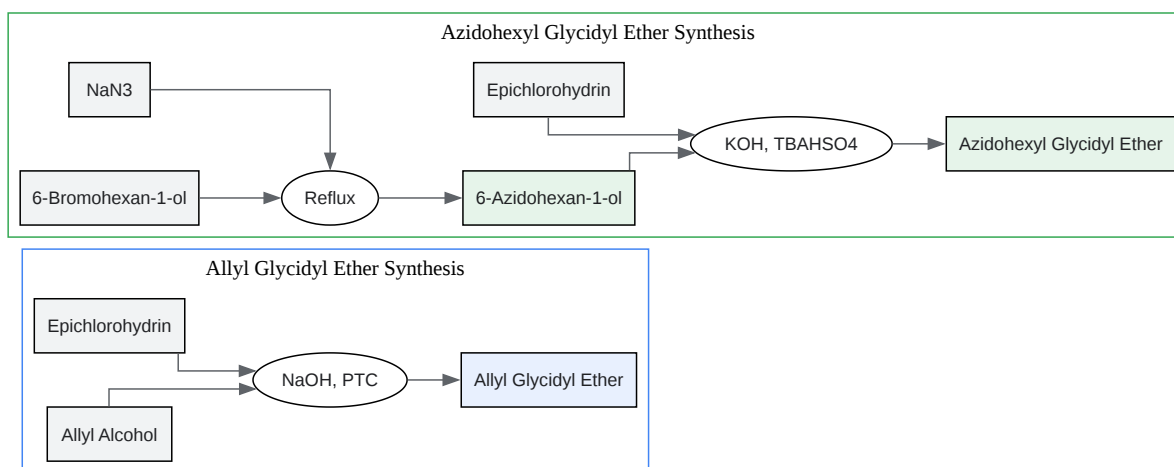 Azidohexyl Glycidyl Ether Synthesis
NaN3
Epichlorohydrin
KOH, TBAHSO4
Azidohexyl Glycidyl Ether
6-Bromohexan-1-ol
Reflux
6-Azidohexan-1-ol
Allyl Glycidyl Ether Synthesis
Epichlorohydrin
NaOH, PTC
Allyl Glycidyl Ether
Allyl Alcohol